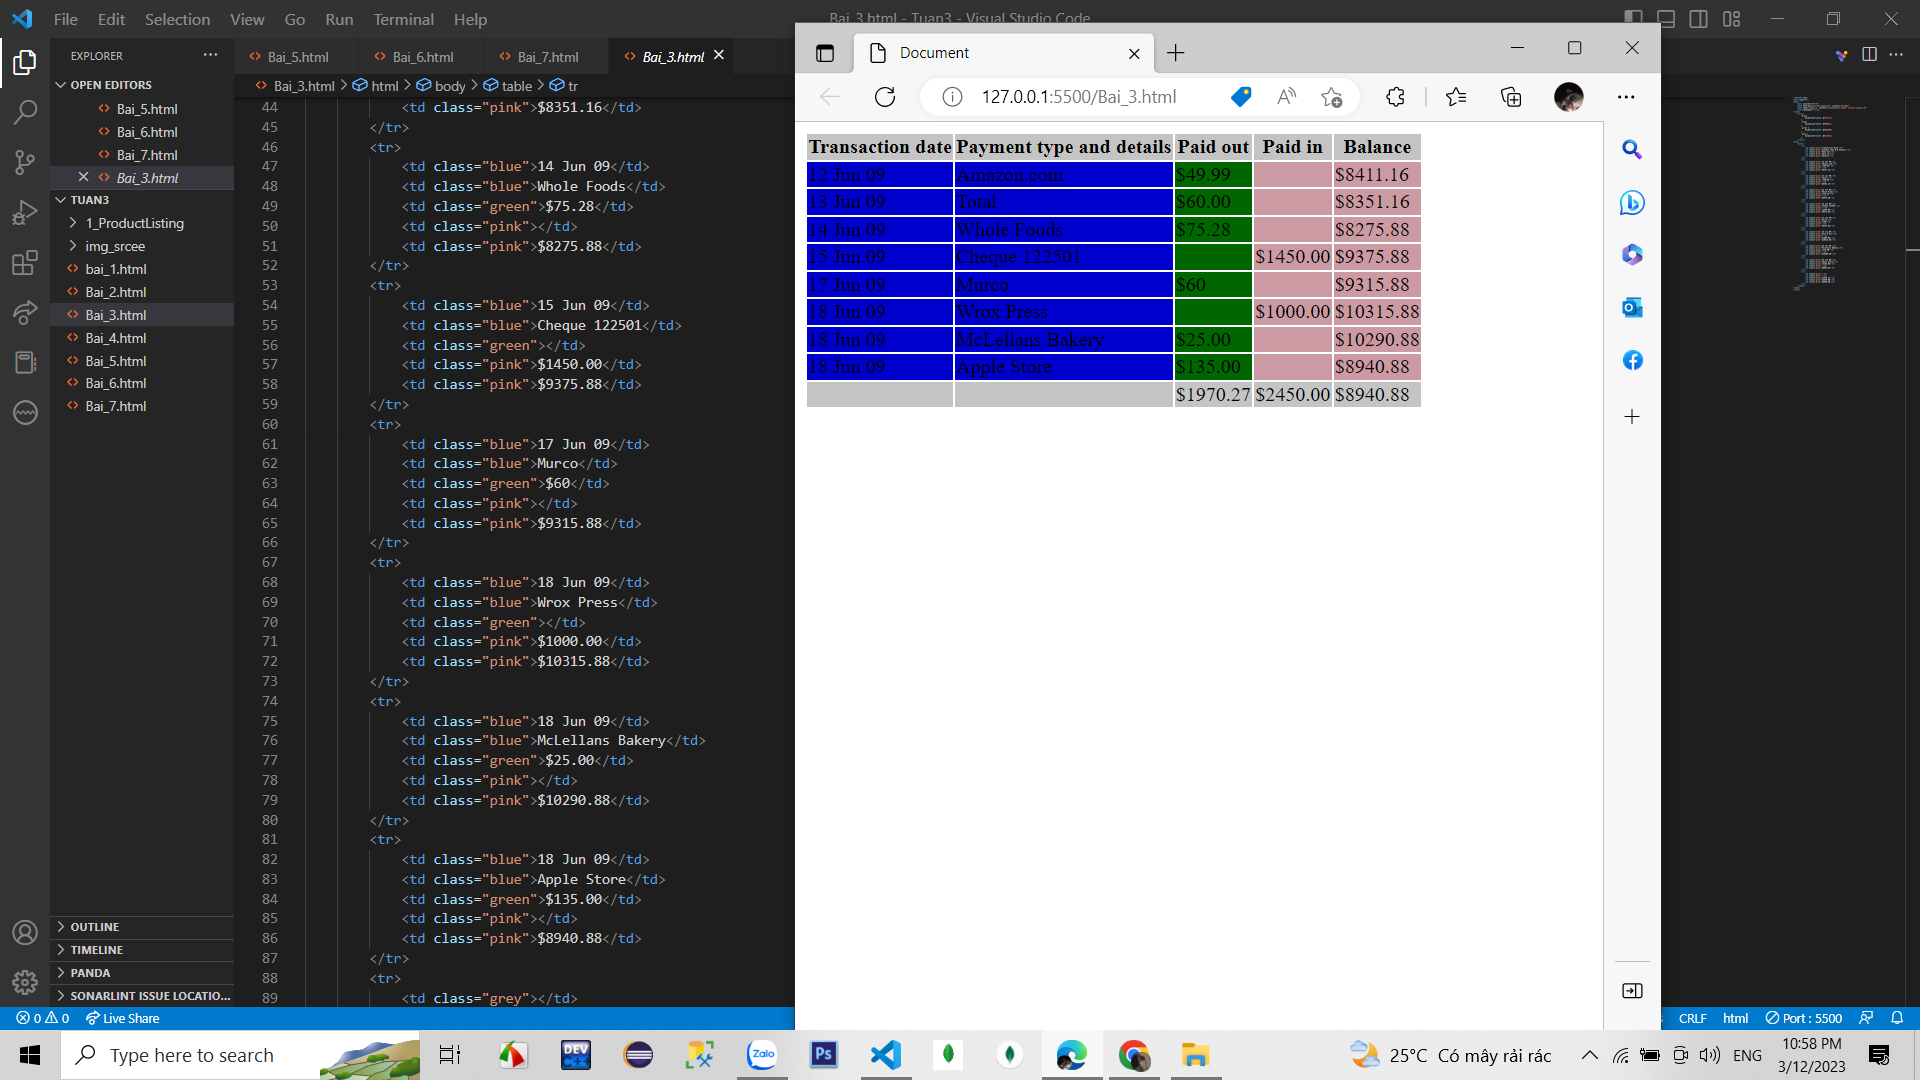 File Edit Selection View Go Run Terminal Help
Bai_3.html - Tuan3 - Visual Studio Code
EXPLORER
OPEN EDITORS
Bai_5.html
Bai_6.html
Bai_7.html
Bai_3.html
TUAN3
1_ProductListing
img_srcee
bai_1.html
Bai_2.html
Bai_3.html
Bai_4.html
Bai_5.html
Bai_6.html
Bai_7.html
OUTLINE
TIMELINE
PANDA
SONARLINT ISSUE LOCATIO...
Bai_5.html Bai_6.html Bai_7.html Bai_3.html
Bai_3.html > html > body > table > tr
44 <td class="pink">$8351.16</td>
45 </tr>
46 <tr>
47 <td class="blue">14 Jun 09</td>
48 <td class="blue">Whole Foods</td>
49 <td class="green">$75.28</td>
50 <td class="pink"></td>
51 <td class="pink">$8275.88</td>
52 </tr>
53 <tr>
54 <td class="blue">15 Jun 09</td>
55 <td class="blue">Cheque 122501</td>
56 <td class="green"></td>
57 <td class="pink">$1450.00</td>
58 <td class="pink">$9375.88</td>
59 </tr>
60 <tr>
61 <td class="blue">17 Jun 09</td>
62 <td class="blue">Murco</td>
63 <td class="green">$60</td>
64 <td class="pink"></td>
65 <td class="pink">$9315.88</td>
66 </tr>
67 <tr>
68 <td class="blue">18 Jun 09</td>
69 <td class="blue">Wrox Press</td>
70 <td class="green"></td>
71 <td class="pink">$1000.00</td>
72 <td class="pink">$10315.88</td>
73 </tr>
74 <tr>
75 <td class="blue">18 Jun 09</td>
76 <td class="blue">McLellans Bakery</td>
77 <td class="green">$25.00</td>
78 <td class="pink"></td>
79 <td class="pink">$10290.88</td>
80 </tr>
81 <tr>
82 <td class="blue">18 Jun 09</td>
83 <td class="blue">Apple Store</td>
84 <td class="green">$135.00</td>
85 <td class="pink"></td>
86 <td class="pink">$8940.88</td>
87 </tr>
88 <tr>
89 <td class="grey"></td>
Document
127.0.0.1:5500/Bai_3.html
Transaction date Payment type and details Paid out Paid in Balance
12 Jun 09 Amazon.com $49.99 $8411.16
13 Jun 09 Total $60.00 $8351.16
14 Jun 09 Whole Foods $75.28 $8275.88
15 Jun 09 Cheque 122501 $1450.00 $9375.88
17 Jun 09 Murco $60 $9315.88
18 Jun 09 Wrox Press $1000.00 $10315.88
18 Jun 09 McLellans Bakery $25.00 $10290.88
18 Jun 09 Apple Store $135.00 $8940.88
$1970.27 $2450.00 $8940.88
0 0 Live Share
CRLF html Port : 5500
Type here to search
DEV C++
Zalo
Ps
25°C Có mây rải rác
ENG
10:58 PM
3/12/2023